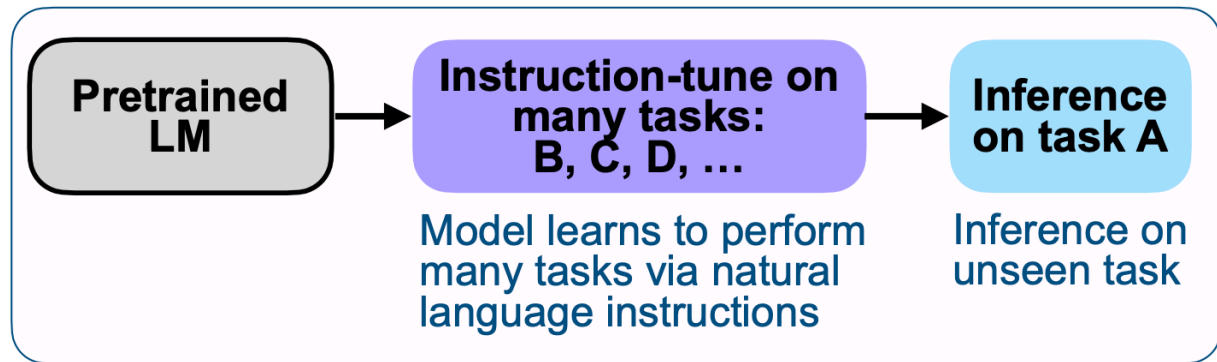 Pretrained
LM
Instruction-tune on
many tasks:
B, C, D, …
Inference
on task A
Model learns to perform
many tasks via natural
language instructions
Inference on
unseen task